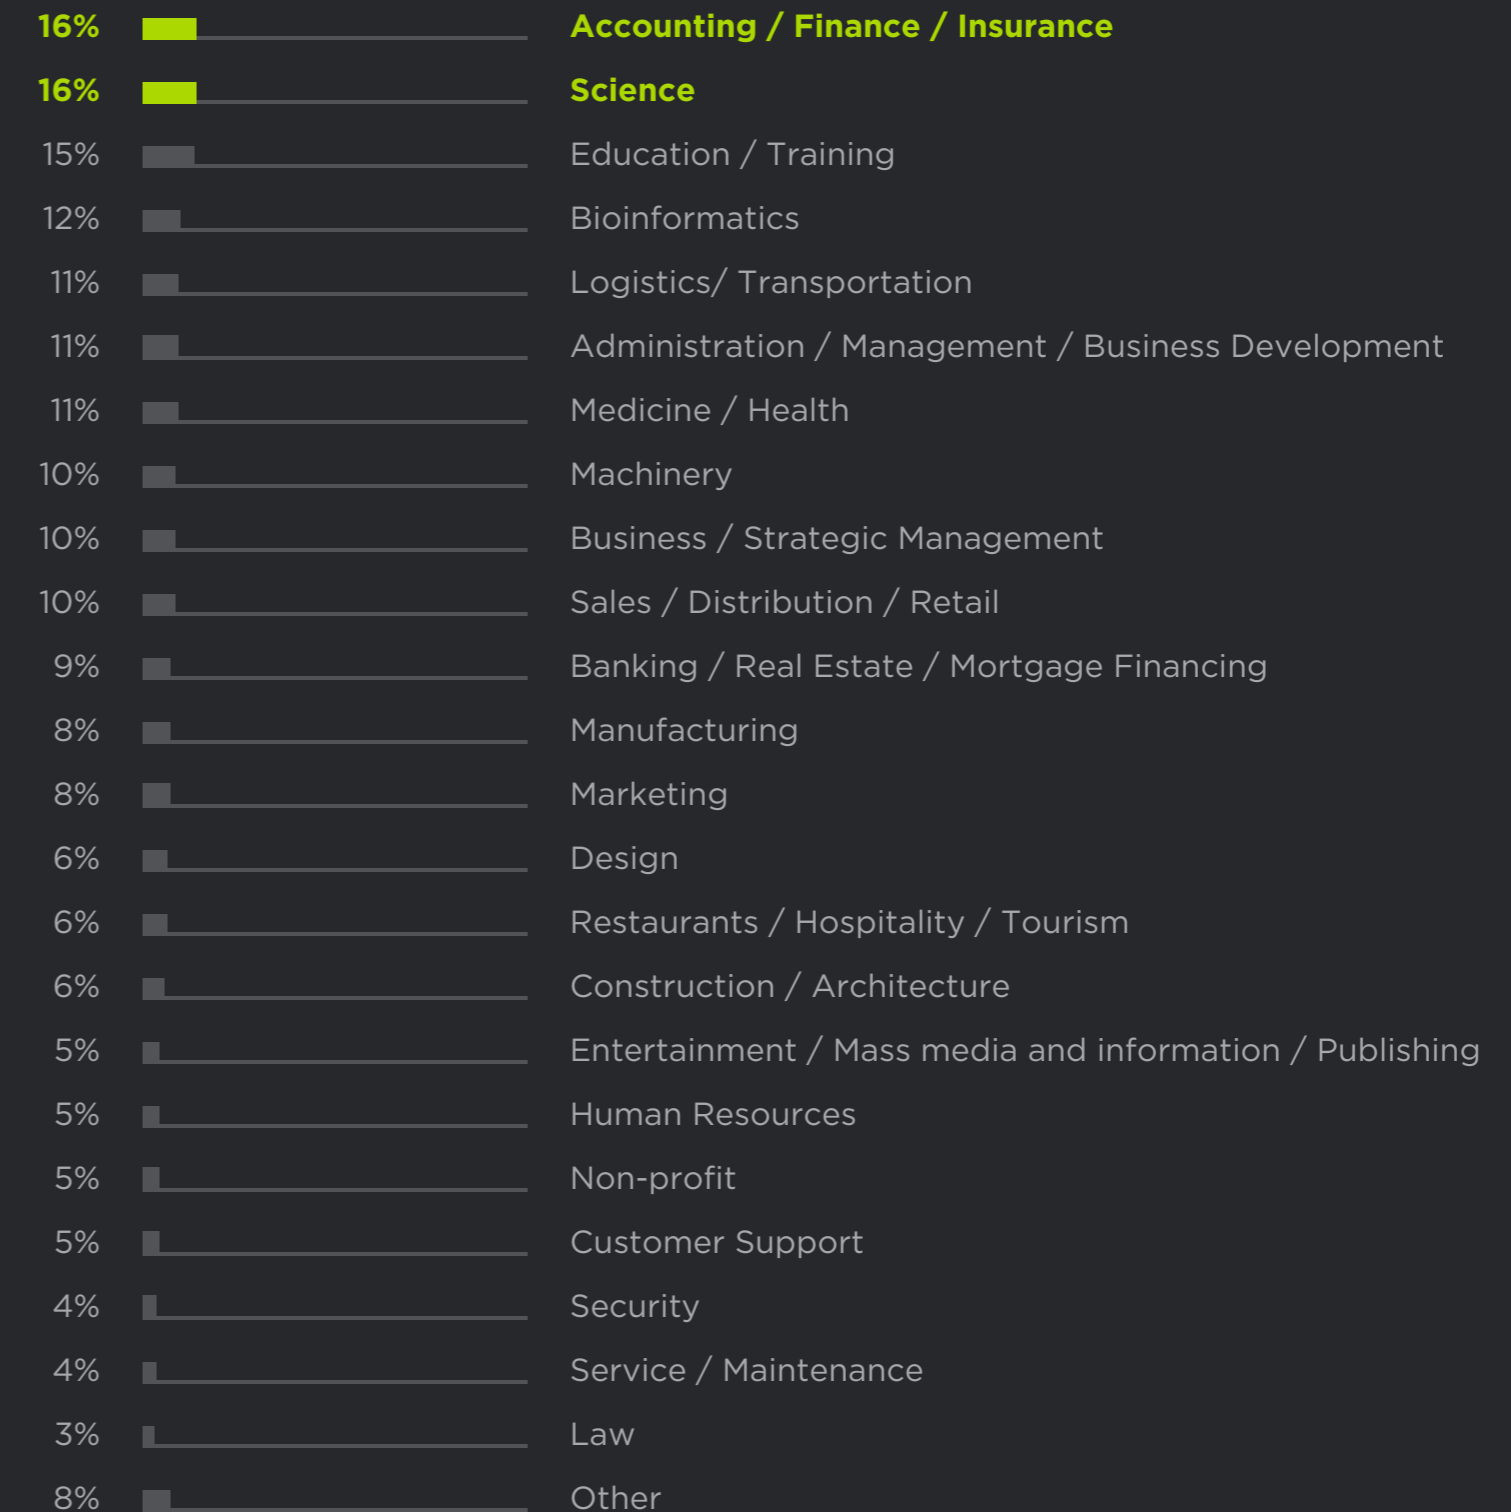 16% Accounting / Finance / Insurance
16% Science
15% Education / Training
12% Bioinformatics
11% Logistics/ Transportation
11% Administration / Management / Business Development
11% Medicine / Health
10% Machinery
10% Business / Strategic Management
10% Sales / Distribution / Retail
9% Banking / Real Estate / Mortgage Financing
8% Manufacturing
8% Marketing
6% Design
6% Restaurants / Hospitality / Tourism
6% Construction / Architecture
5% Entertainment / Mass media and information / Publishing
5% Human Resources
5% Non-profit
5% Customer Support
4% Security
4% Service / Maintenance
3% Law
8% Other